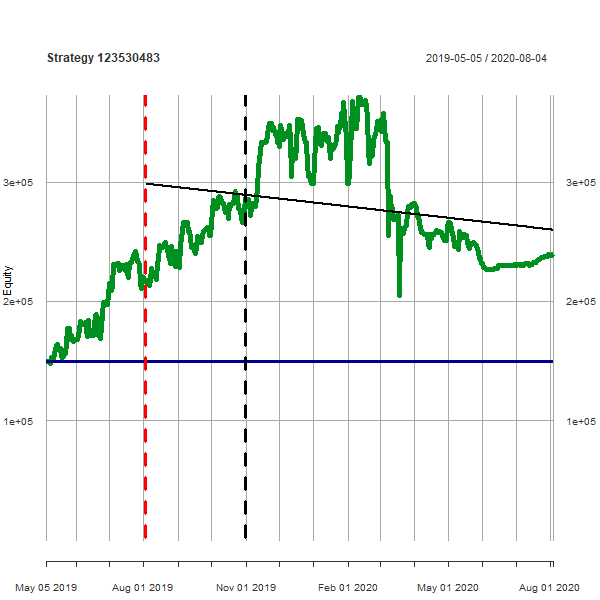 Strategy 123530483
2019-05-05 / 2020-08-04
3e+05
3e+05
Equity
2e+05
2e+05
1e+05
1e+05
May 05 2019
Aug 01 2019
Nov 01 2019
Feb 01 2020
May 01 2020
Aug 01 2020